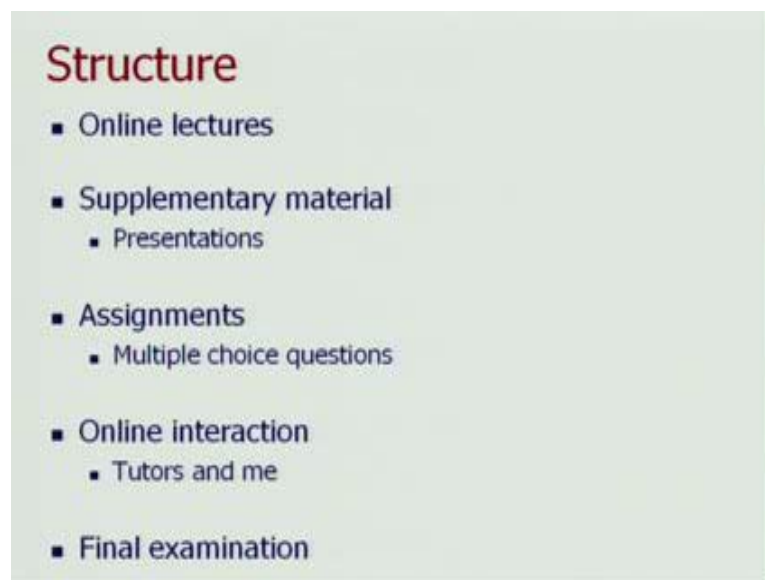 Structure
▪ Online lectures
▪ Supplementary material
▪ Presentations
▪ Assignments
▪ Multiple choice questions
▪ Online interaction
▪ Tutors and me
▪ Final examination